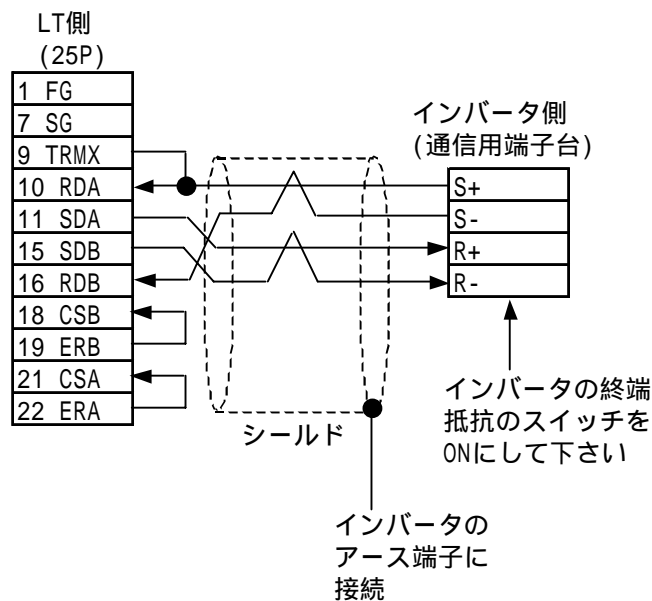 LT側
(25P)
1 FG
7 SG
9 TRMX
10 RDA
11 SDA
15 SDB
16 RDB
18 CSB
19 ERB
21 CSA
22 ERA
インバータ側
(通信用端子台)
S+
S-
R+
R-
シールド
インバータの終端
抵抗のスイッチを
ONにして下さい
インバータの
アース端子に
接続